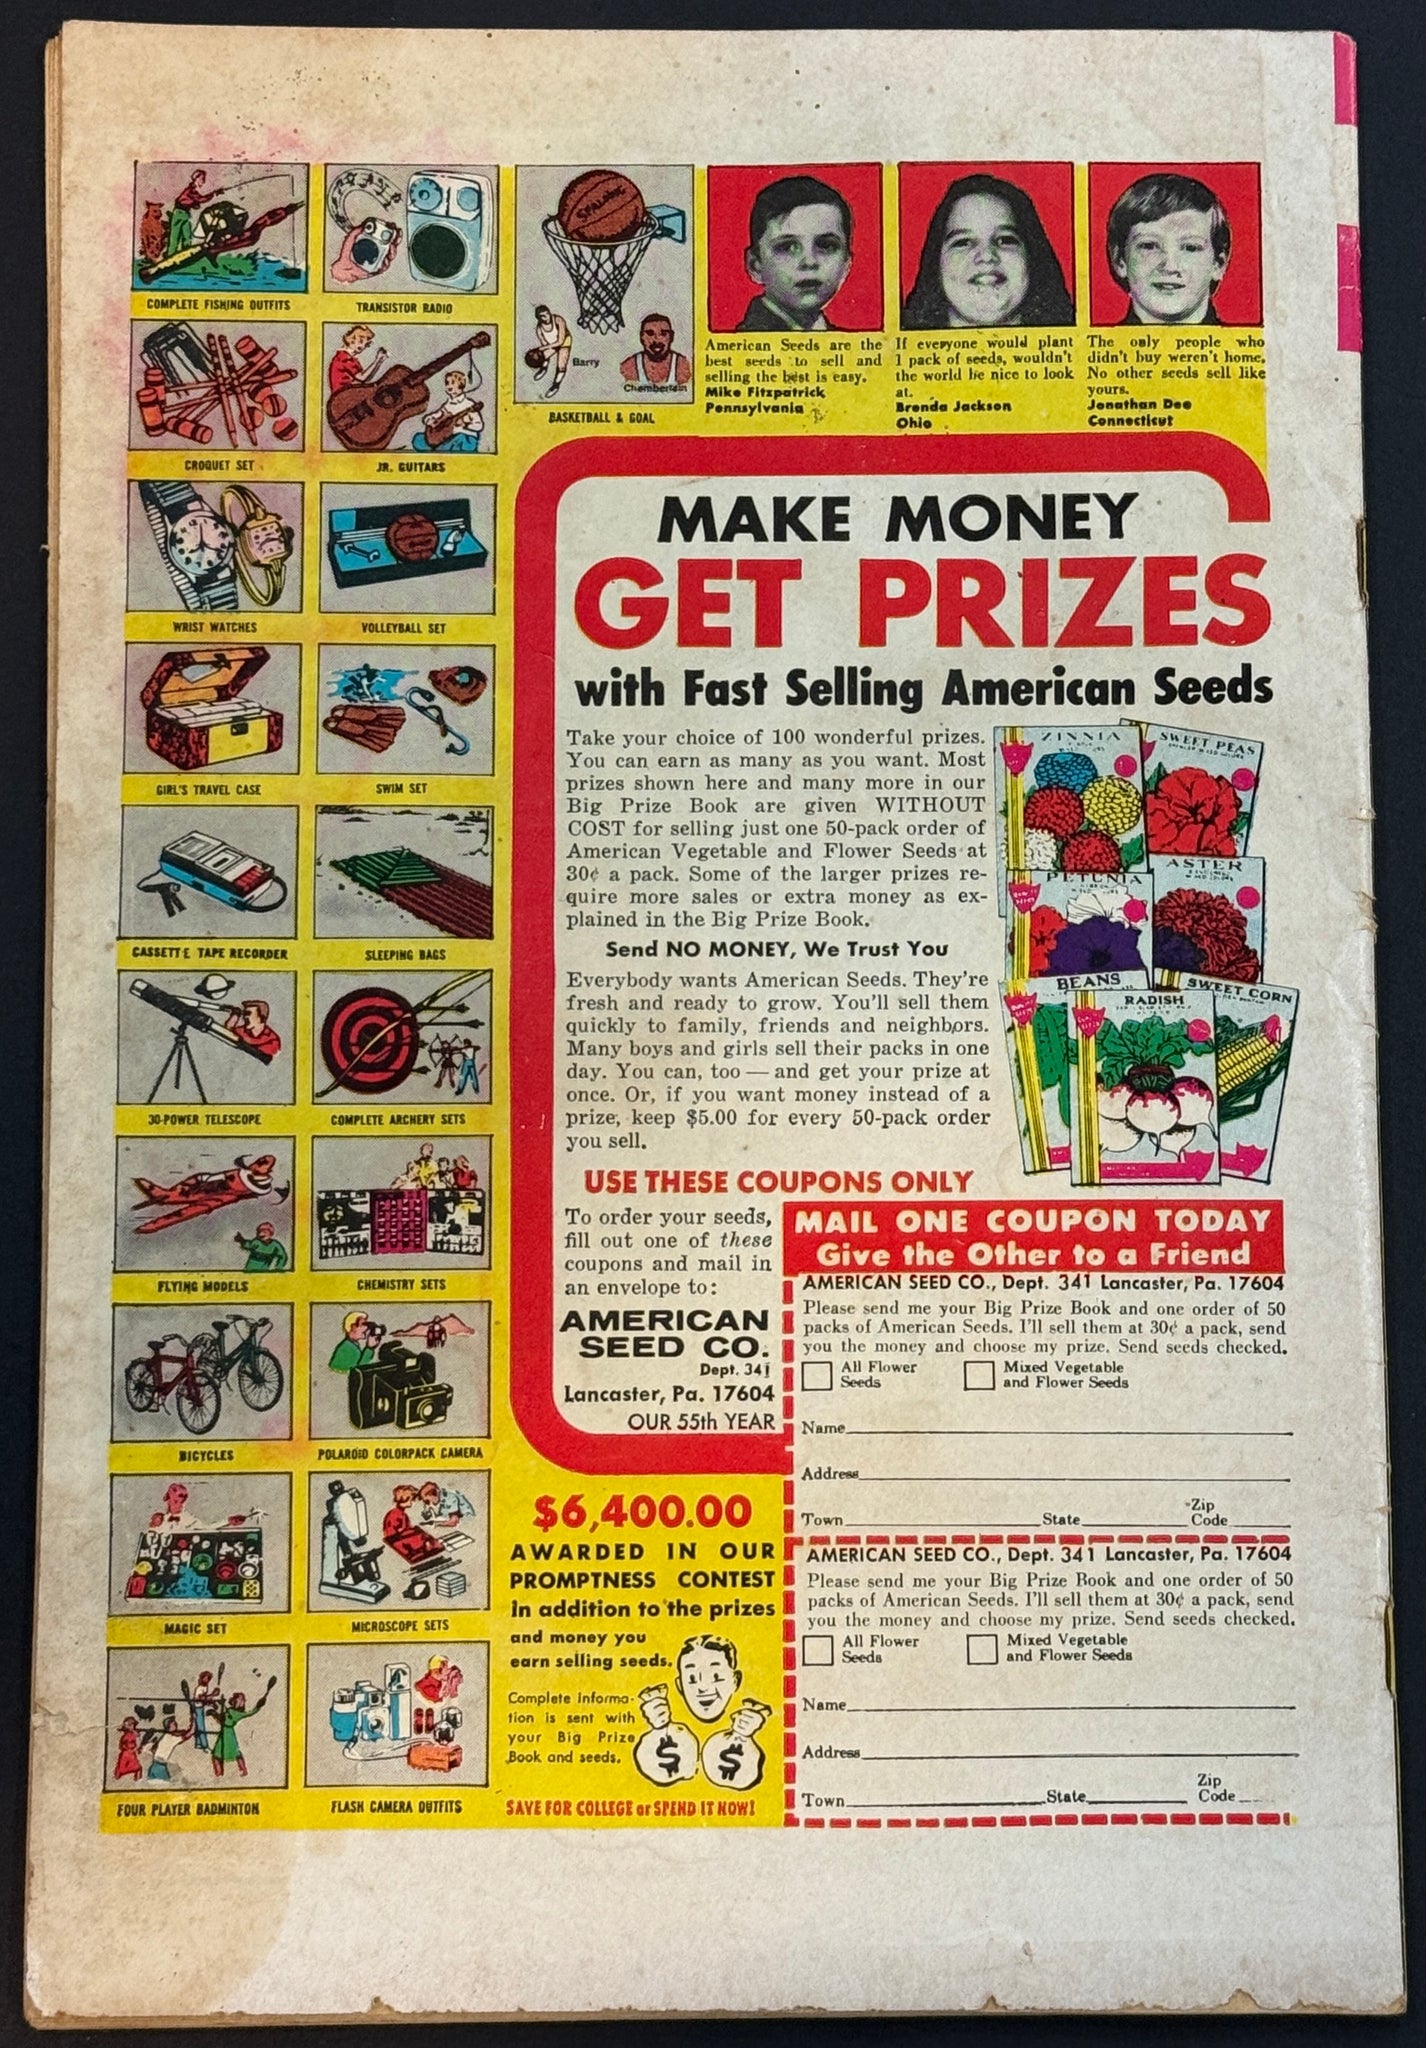 COMPLETE FISHING OUTFITS
TRANSISTOR RADIO
SPALDING
Barry
Chamberlain
BASKETBALL & GOAL
CROQUET SET
JR. GUITARS
WRIST WATCHES
VOLLEYBALL SET
GIRL'S TRAVEL CASE
SWIM SET
CASSETTE TAPE RECORDER
SLEEPING BAGS
30-POWER TELESCOPE
COMPLETE ARCHERY SETS
FLYING MODELS
CHEMISTRY SETS
BICYCLES
POLAROID COLORPACK CAMERA
MAGIC SET
MICROSCOPE SETS
FOUR PLAYER BADMINTON
FLASH CAMERA OUTFITS
American Seeds are the
best seeds to sell and
selling the best is easy.
Mike Fitzpatrick
Pennsylvania
If everyone would plant
1 pack of seeds, wouldn't
the world be nice to look
at.
Brenda Jackson
Ohio
The only people who
didn't buy weren't home.
No other seeds sell like
yours.
Jonathan Dee
Connecticut
MAKE MONEY
GET PRIZES
with Fast Selling American Seeds
Take your choice of 100 wonderful prizes.
You can earn as many as you want. Most
prizes shown here and many more in our
Big Prize Book are given WITHOUT
COST for selling just one 50-pack order of
American Vegetable and Flower Seeds at
30¢ a pack. Some of the larger prizes re-
quire more sales or extra money as ex-
plained in the Big Prize Book.
Send NO MONEY, We Trust You
Everybody wants American Seeds. They're
fresh and ready to grow. You'll sell them
quickly to family, friends and neighbors.
Many boys and girls sell their packs in one
day. You can, too — and get your prize at
once. Or, if you want money instead of a
prize, keep $5.00 for every 50-pack order
you sell.
ZINNIA
SWEET PEAS
PETUNIA
ASTER
BEANS
RADISH
SWEET CORN
USE THESE COUPONS ONLY
To order your seeds,
fill out one of these
coupons and mail in
an envelope to:
AMERICAN
SEED CO.
Dept. 341
Lancaster, Pa. 17604
OUR 55th YEAR
MAIL ONE COUPON TODAY
Give the Other to a Friend
AMERICAN SEED CO., Dept. 341 Lancaster, Pa. 17604
Please send me your Big Prize Book and one order of 50
packs of American Seeds. I'll sell them at 30¢ a pack, send
you the money and choose my prize. Send seeds checked.
All Flower Seeds
Mixed Vegetable and Flower Seeds
Name
Address
Town State Zip Code
AMERICAN SEED CO., Dept. 341 Lancaster, Pa. 17604
Please send me your Big Prize Book and one order of 50
packs of American Seeds. I'll sell them at 30¢ a pack, send
you the money and choose my prize. Send seeds checked.
All Flower Seeds
Mixed Vegetable and Flower Seeds
Name
Address
Town State Zip Code
$6,400.00
AWARDED IN OUR
PROMPTNESS CONTEST
in addition to the prizes
and money you
earn selling seeds.
Complete informa-
tion is sent with
your Big Prize
Book and seeds.
$ $
SAVE FOR COLLEGE or SPEND IT NOW!